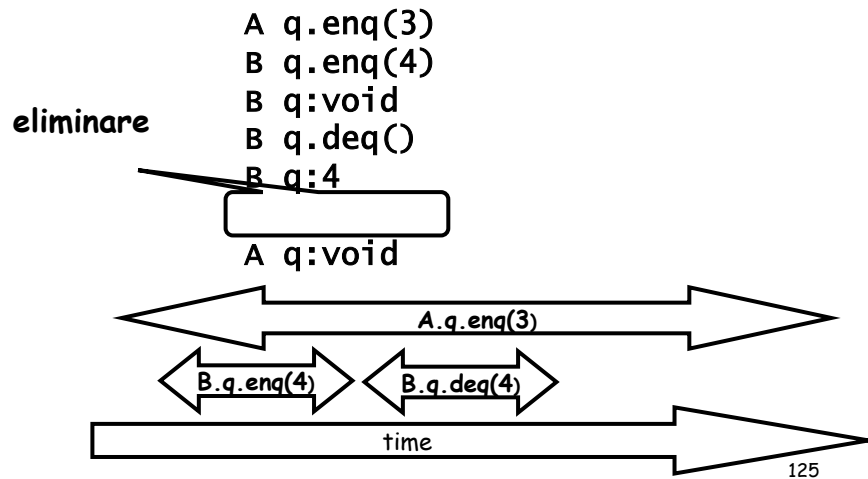 A q.enq(3)
B q.enq(4)
B q:void
eliminare
B q.deq()
B q:4
A q:void
A.q.enq(3)
B.q.enq(4) B.q.deq(4)
time
125